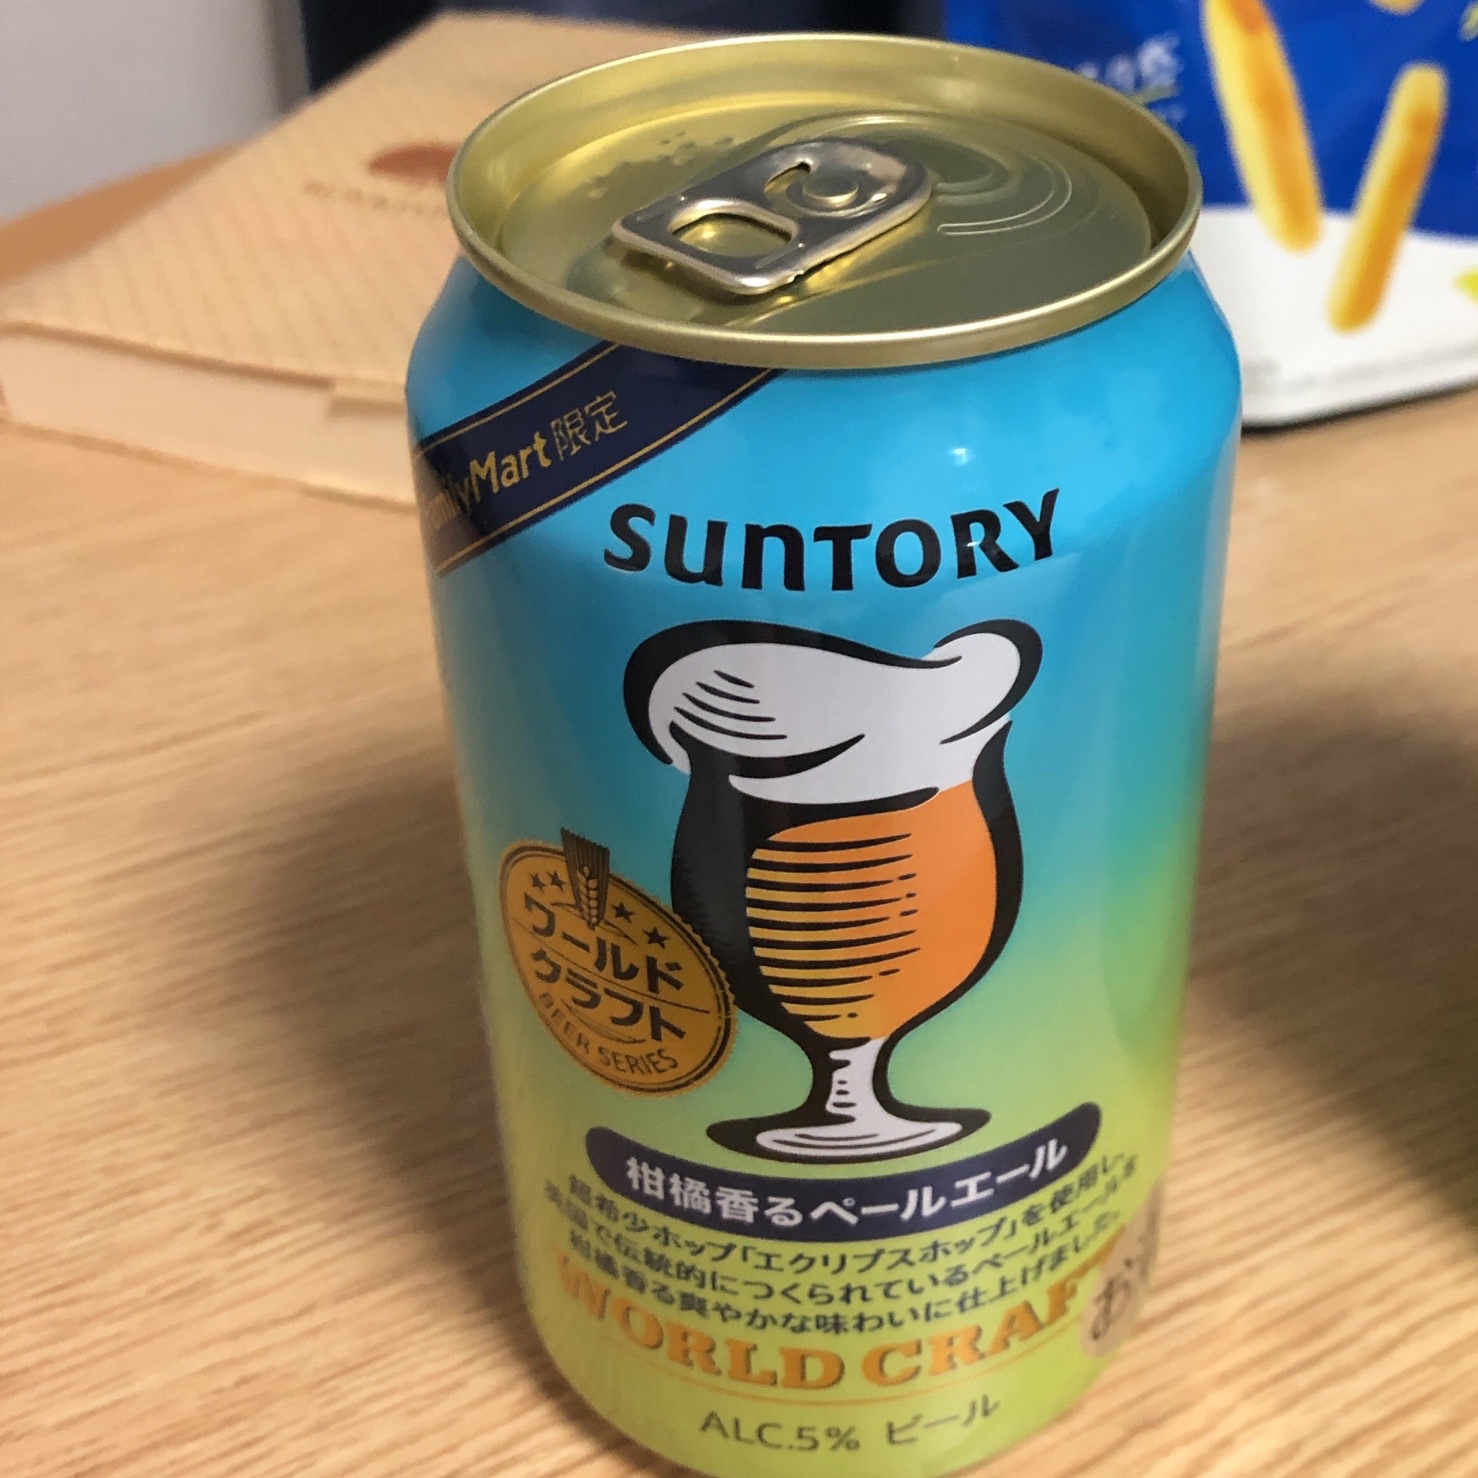 FamilyMart限定
SUNTORY
ワールド
クラフト
BEER SERIES
柑橘香るペールエール
超希少ホップ「エクリプスホップ」を使用し、
英国で伝統的につくられているペールエールを
柑橘香る爽やかな味わいに仕上げました。
WORLD CRAFT
お
ALC.5% ビール